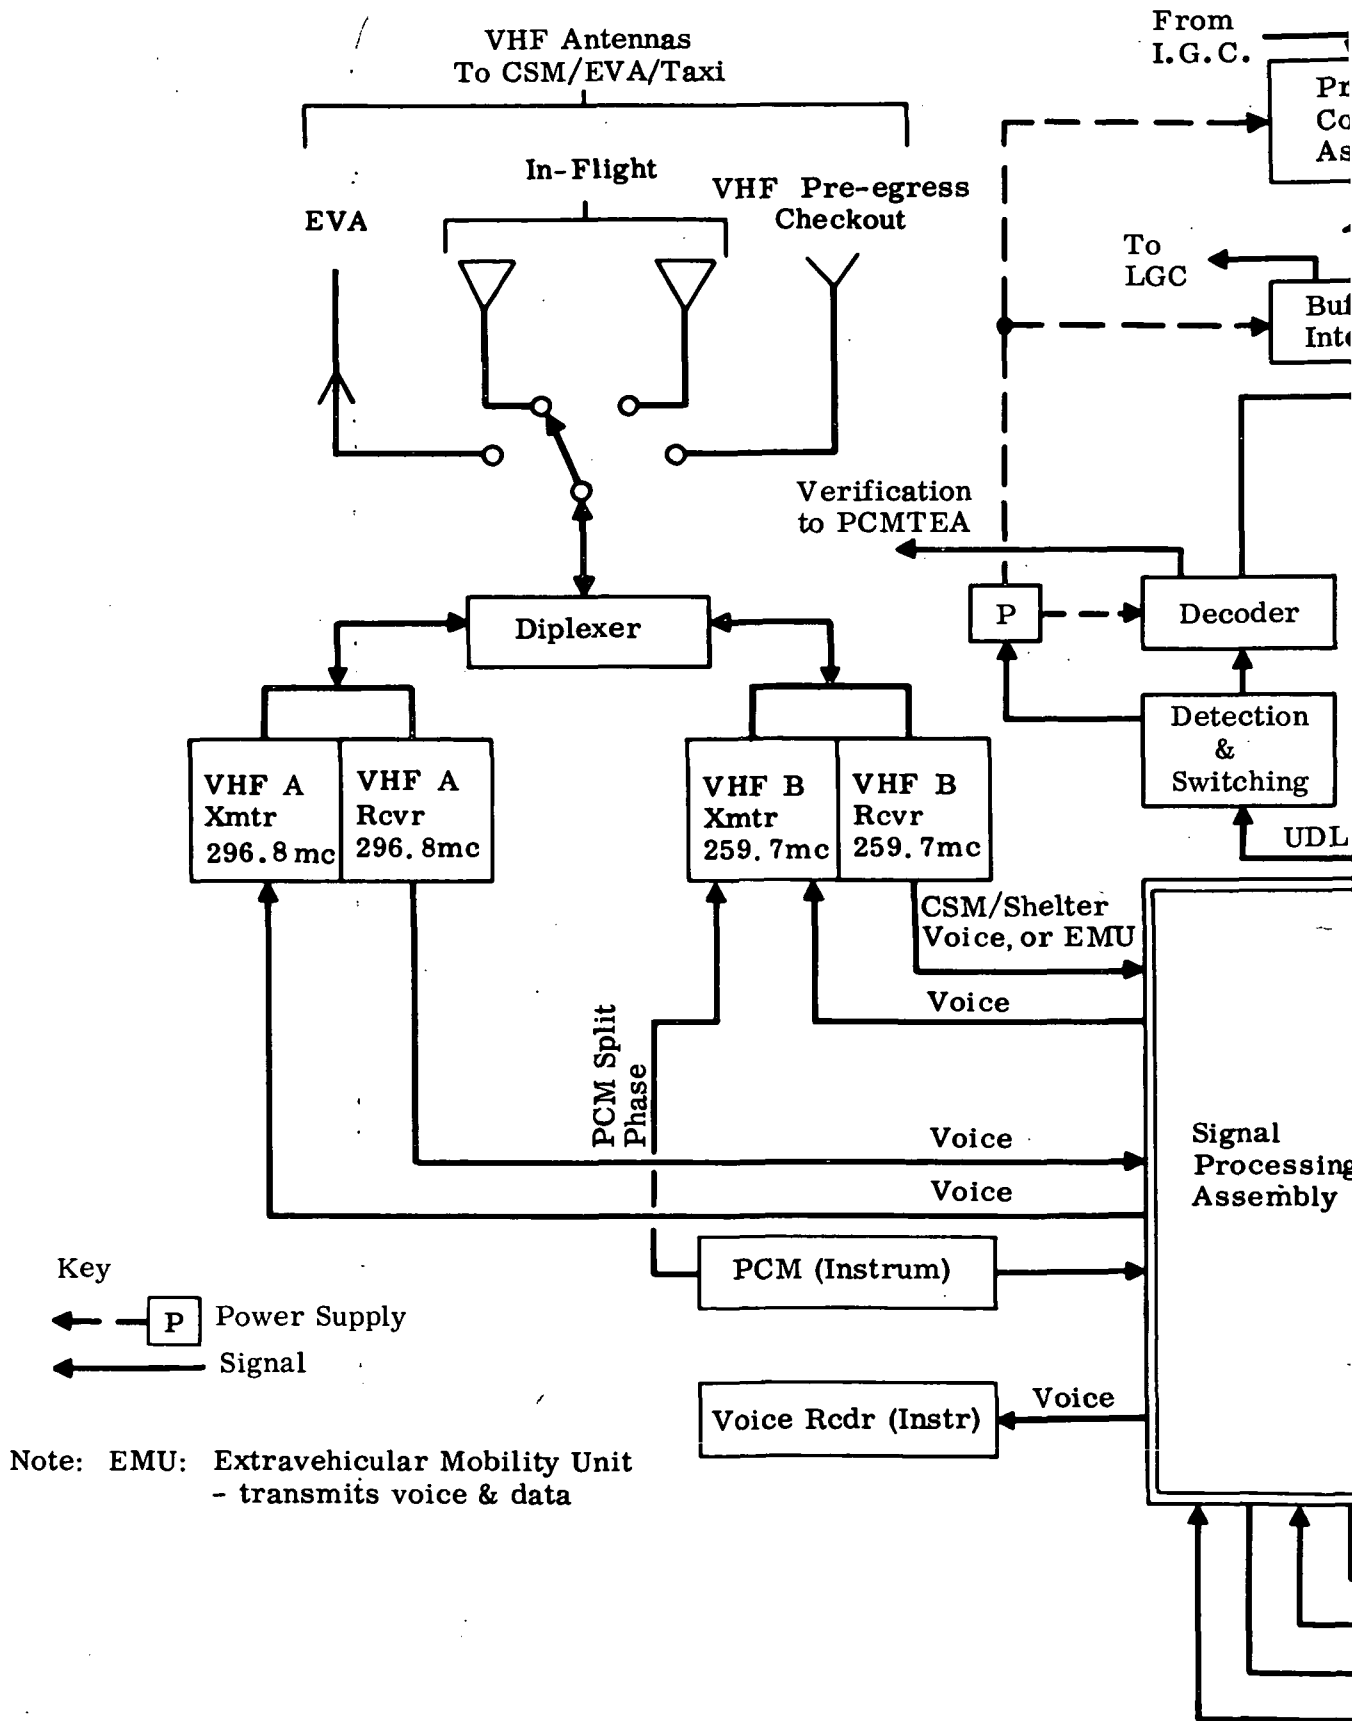 VHF Antennas
To CSM/EVA/Taxi
From
I.G.C.
In-Flight
EVA
VHF Pre-egress
Checkout
To
LGC
Verification
to PCMTEA
P
Decoder
Diplexer
Detection
&
Switching
VHF A
Xmtr
296.8 mc
VHF A
Rcvr
296.8mc
VHF B
Xmtr
259.7mc
VHF B
Rcvr
259.7mc
UDL
CSM/Shelter
Voice, or EMU
Voice
PCM Split
Phase
Voice
Voice
Signal
Processing
Assembly
PCM (Instrum)
Key
P Power Supply
Signal
Voice Rcdr (Instr)
Voice
Note: EMU: Extravehicular Mobility Unit
- transmits voice & data